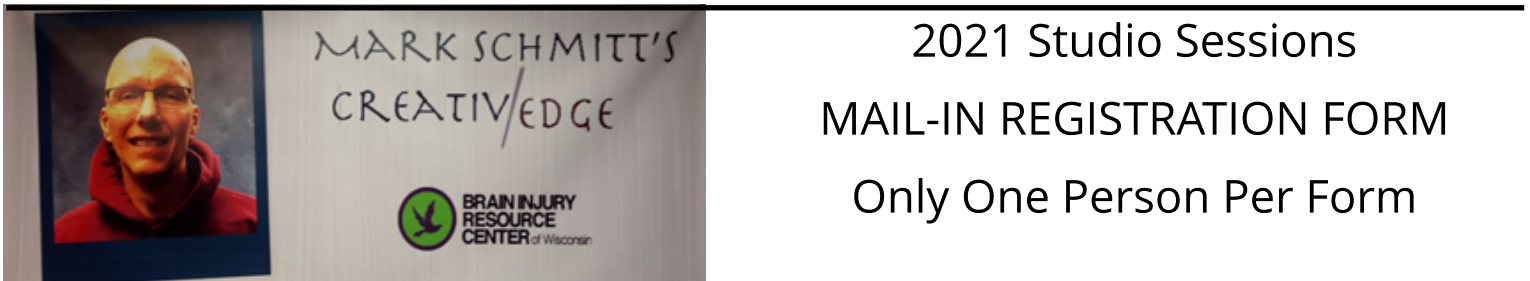 MARK SCHMITT'S
CREATIV/EDGE
BRAIN INJURY
RESOURCE
CENTER of Wisconsin
2021 Studio Sessions
MAIL-IN REGISTRATION FORM
Only One Person Per Form